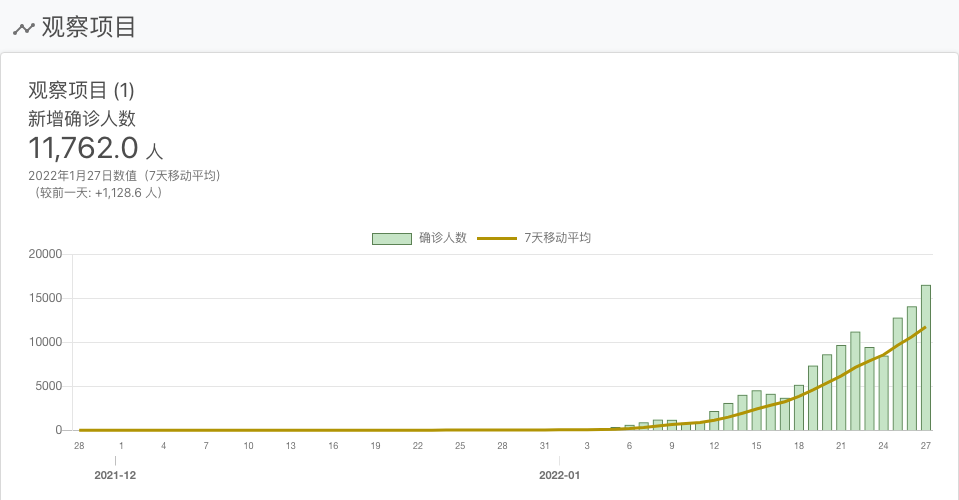 观察项目
观察项目 (1)
新增确诊人数
11,762.0 人
2022年1月27日数值（7天移动平均）
（较前一天: +1,128.6 人）
确诊人数 7天移动平均
20000
15000
10000
5000
0
28 1 4 7 10 13 16 19 22 25 28 31 3 6 9 12 15 18 21 24 27
2021-12 2022-01